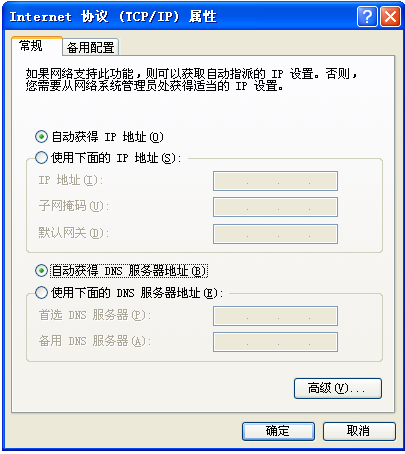 Internet 协议 (TCP/IP) 属性
常规
备用配置
如果网络支持此功能，则可以获取自动指派的 IP 设置。否则，
您需要从网络系统管理员处获得适当的 IP 设置。
自动获得 IP 地址(O)
使用下面的 IP 地址(S):
IP 地址(I):
子网掩码(U):
默认网关(D):
自动获得 DNS 服务器地址(B)
使用下面的 DNS 服务器地址(E):
首选 DNS 服务器(P):
备用 DNS 服务器(A):
高级(V)...
确定
取消